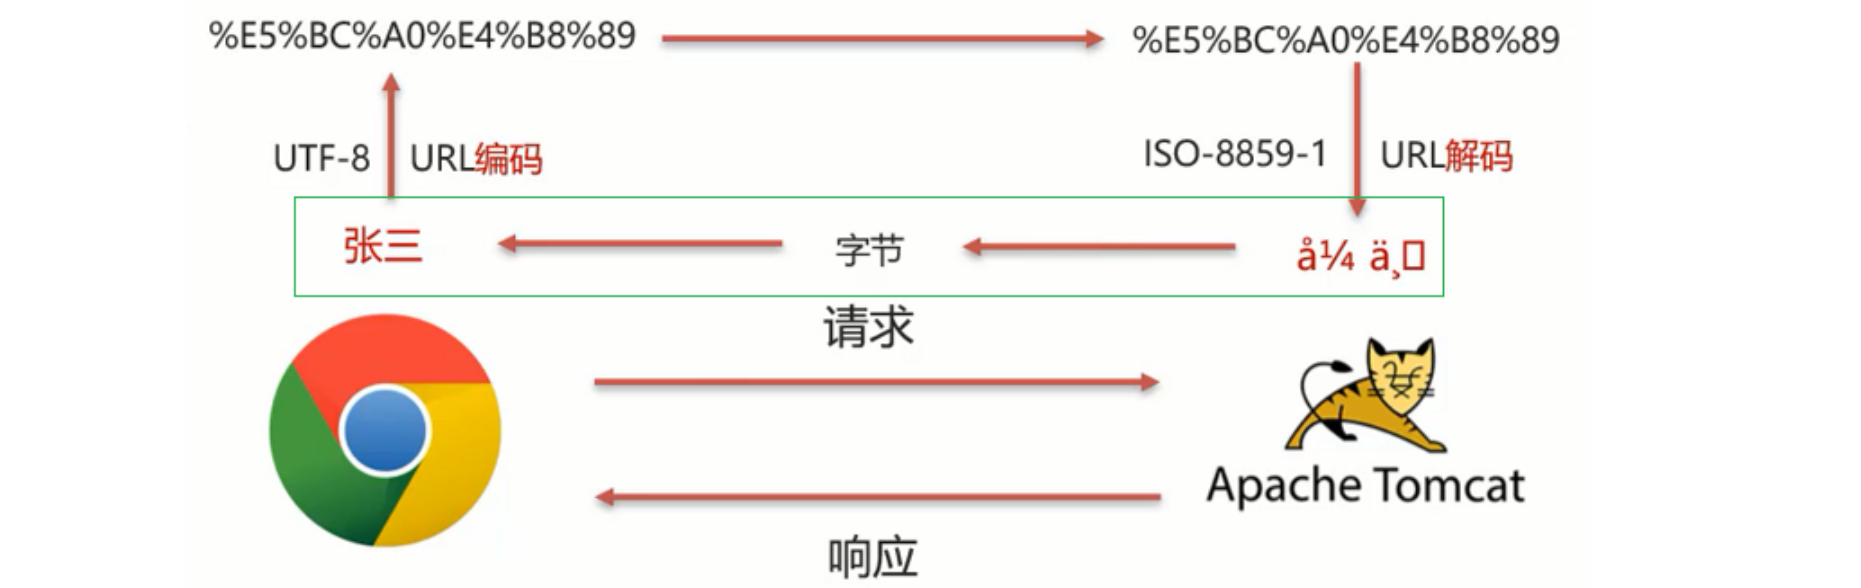 %E5%BC%A0%E4%B8%89 %E5%BC%A0%E4%B8%89
UTF-8 URL编码 ISO-8859-1 URL解码
张三 字节 å¼ ä¸
请求
Apache Tomcat
响应